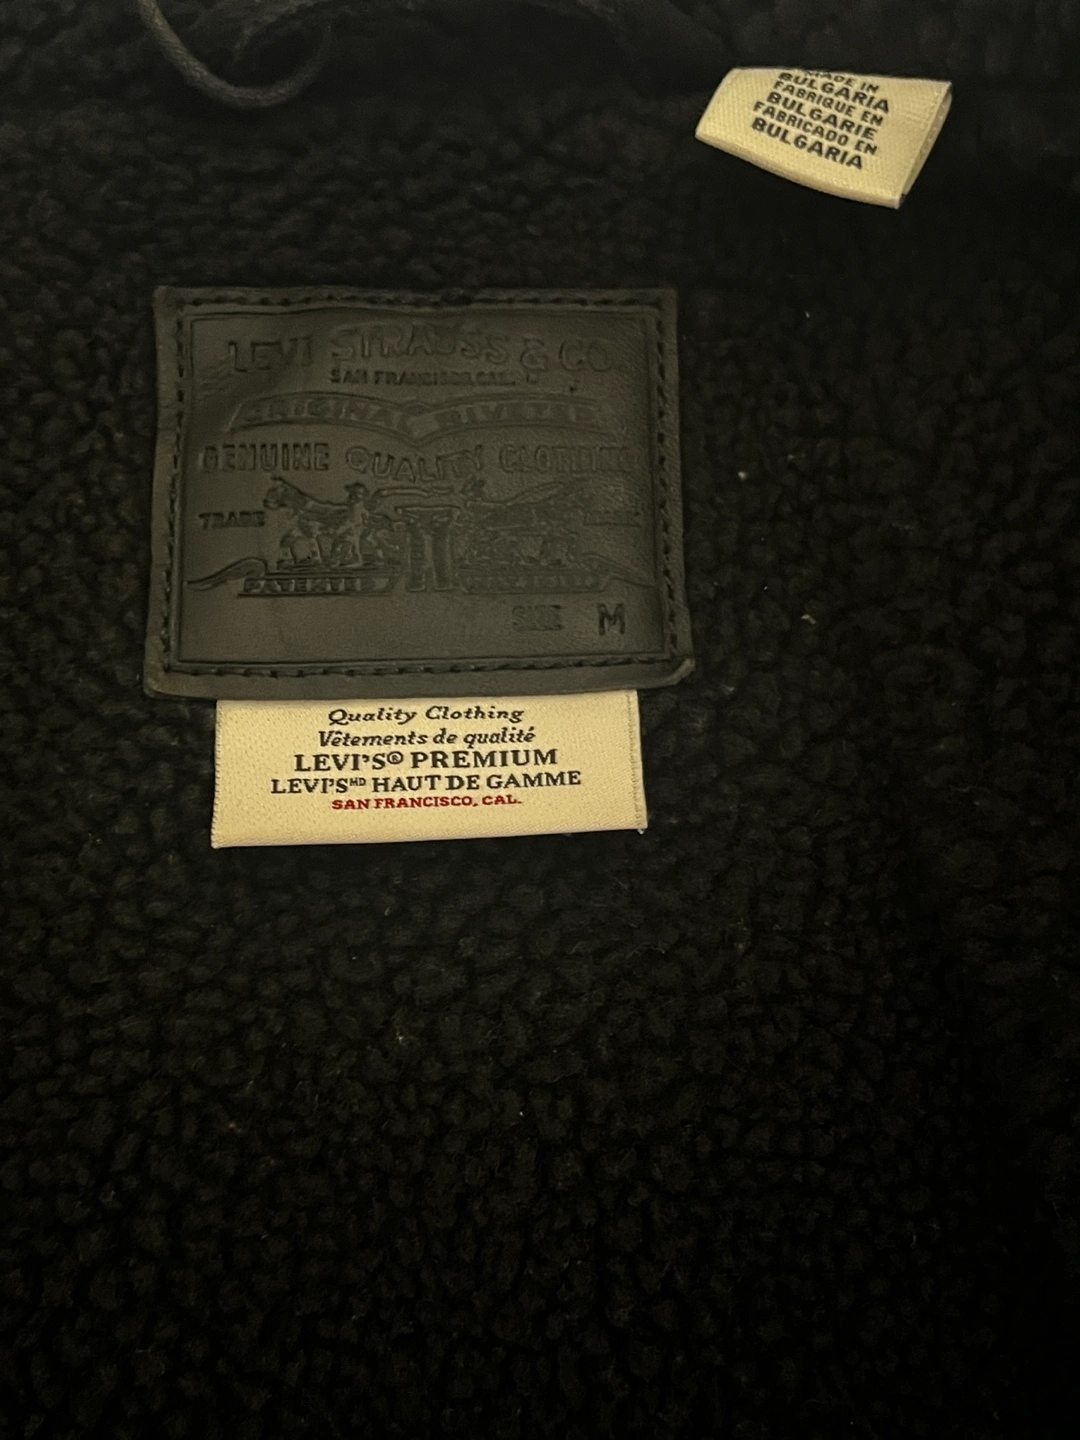 MADE IN
BULGARIA
FABRIQUE EN
BULGARIE
FABRICADO EN
BULGARIA
LEVI STRAUSS & CO.
SAN FRANCISCO, CAL.
ORIGINAL RIVETED
GENUINE QUALITY CLOTHING
TRADE
PATENTED
SIZE M
Quality Clothing
Vêtements de qualité
LEVI'S® PREMIUM
LEVI'Sᴹᴰ HAUT DE GAMME
SAN FRANCISCO, CAL.